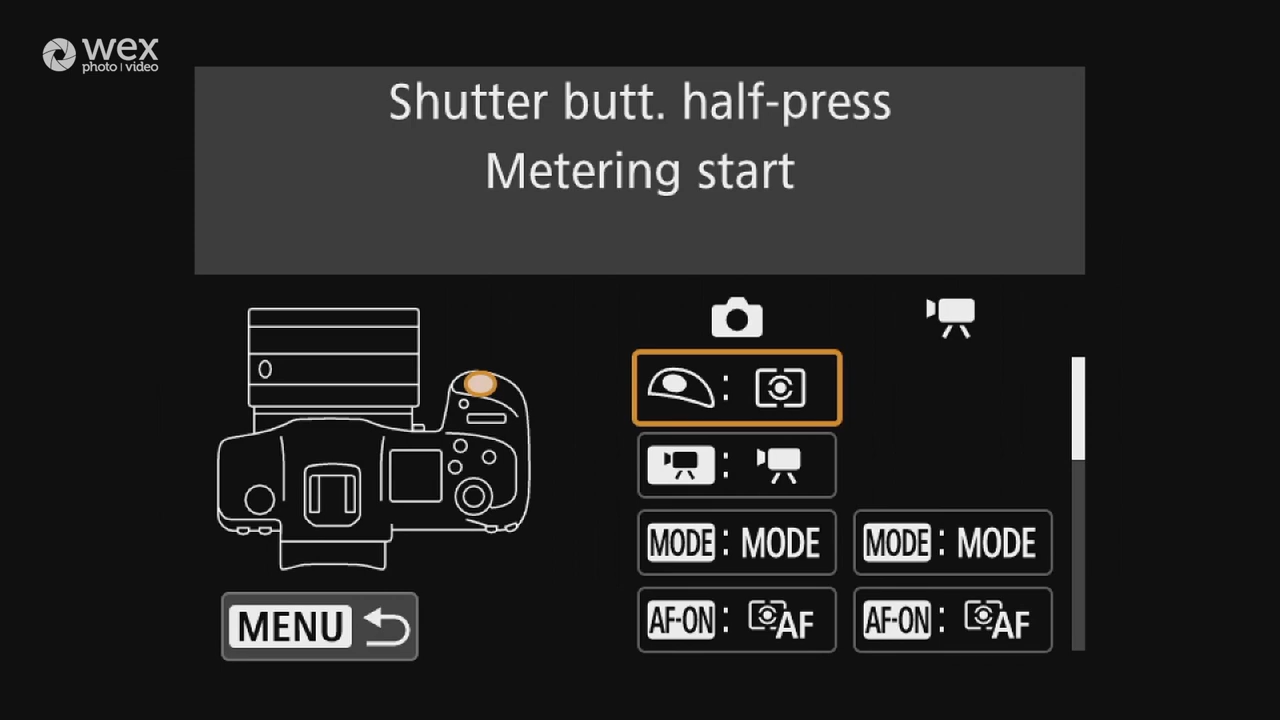 wex
photo | video
Shutter butt. half-press
Metering start
:
:
MODE : MODE MODE : MODE
AF-ON : AF AF-ON : AF
MENU